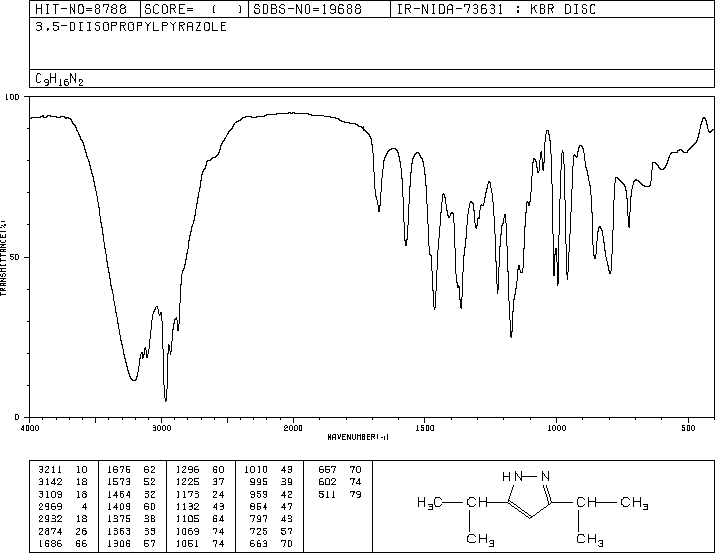 HIT-NO=8788 SCORE= ( ) SDBS-NO=19688 IR-NIDA-73631 : KBR DISC
3,5-DIISOPROPYLPYRAZOLE
C9H16N2
100
50
0
TRANSMITTANCE(%)
4000 3000 2000 1500 1000 500
WAVENUMBER(-1)
3211 10 1676 62 1296 60 1010 43 667 70
3142 18 1573 52 1225 37 995 39 602 74
3109 18 1464 32 1173 24 959 42 511 79
2969 4 1409 60 1132 43 854 47
2932 18 1375 38 1105 64 797 43
2874 26 1363 33 1069 74 725 57
1686 66 1306 57 1051 74 663 70
HN N
H3C CH CH CH3
CH3 CH3